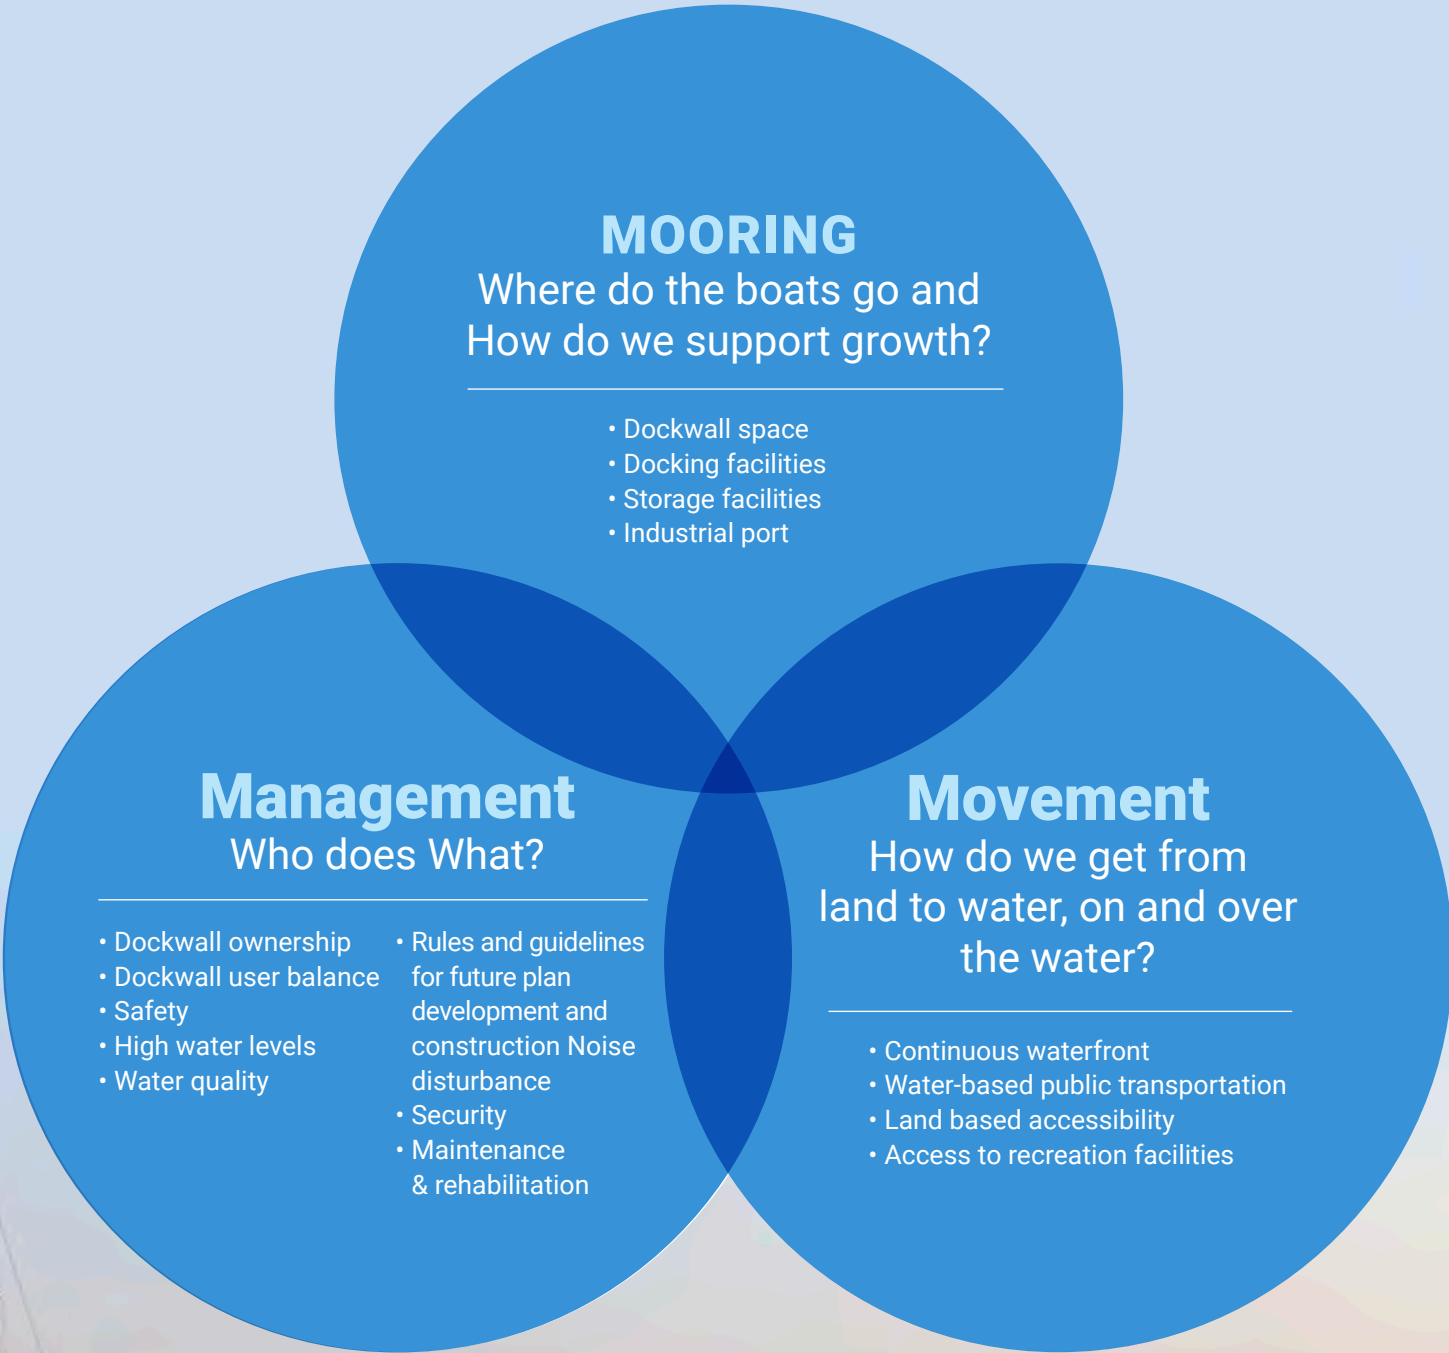 MOORING
Where do the boats go and
How do we support growth?
• Dockwall space
• Docking facilities
• Storage facilities
• Industrial port
Management
Who does What?
• Dockwall ownership
• Dockwall user balance
• Safety
• High water levels
• Water quality
• Rules and guidelines
for future plan
development and
construction Noise
disturbance
• Security
• Maintenance
& rehabilitation
Movement
How do we get from
land to water, on and over
the water?
• Continuous waterfront
• Water-based public transportation
• Land based accessibility
• Access to recreation facilities